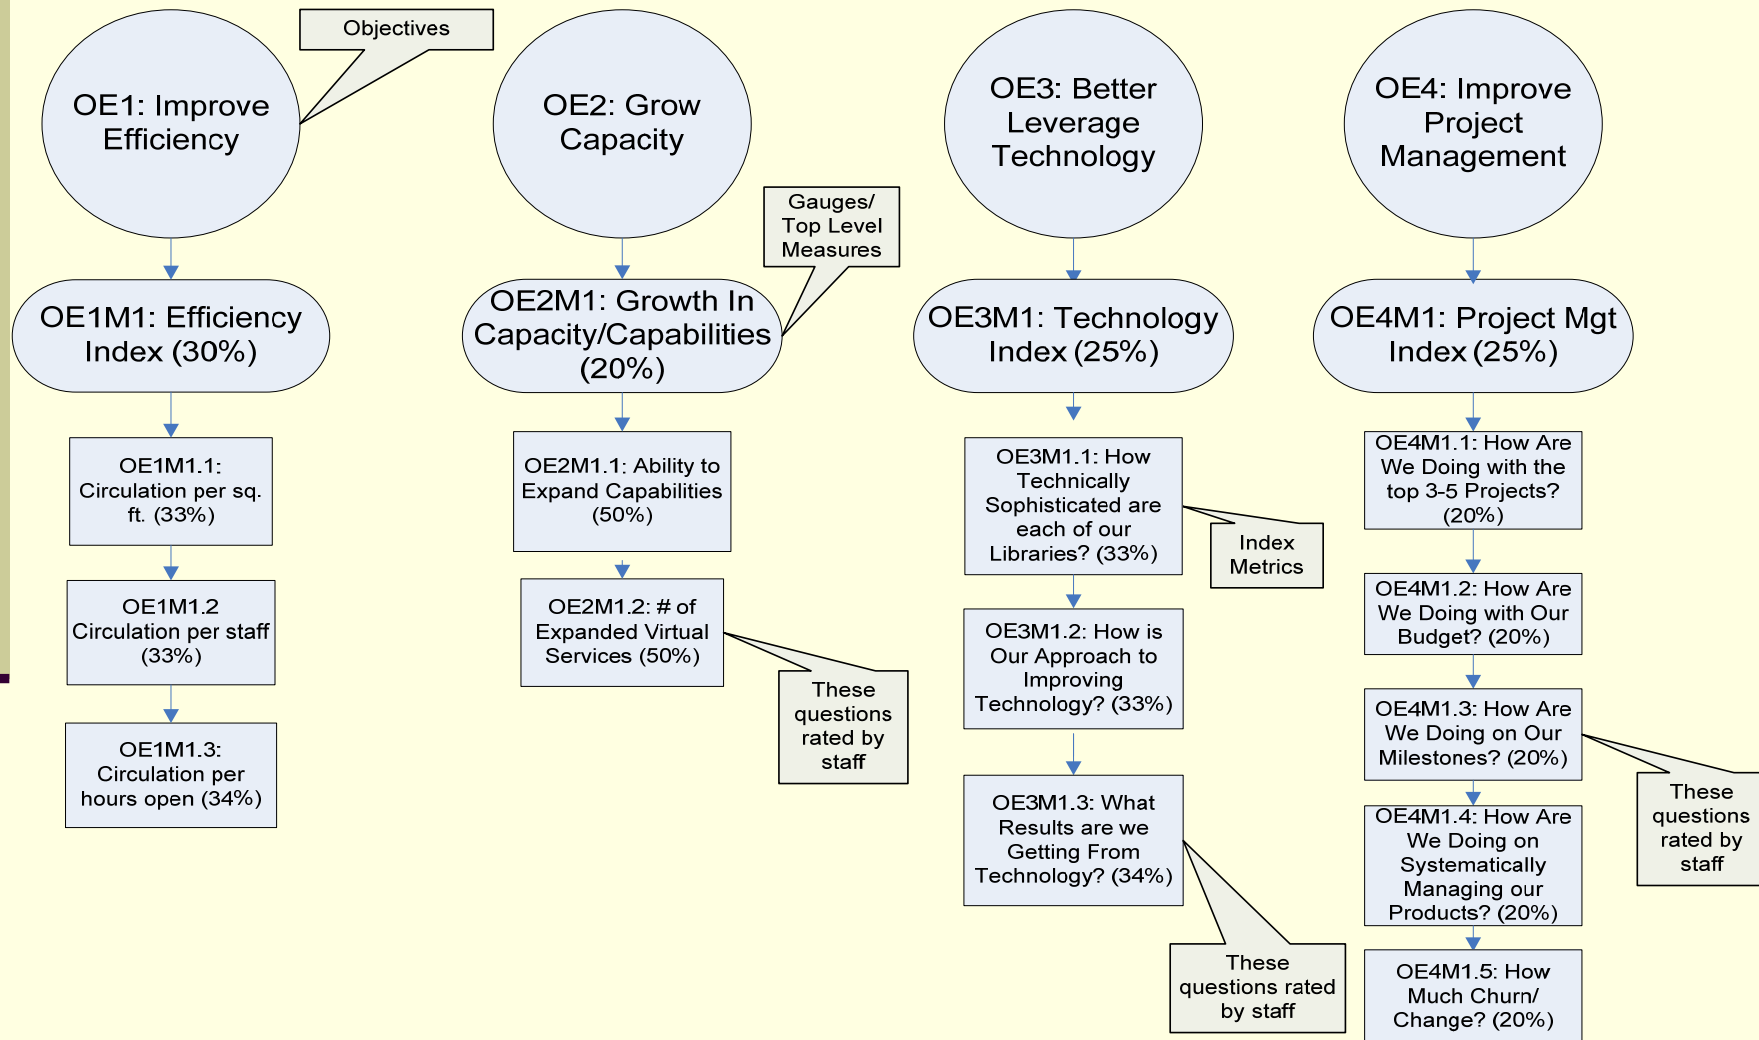 Objectives
OE1: Improve
Efficiency
OE1M1: Efficiency
Index (30%)
OE1M1.1:
Circulation per sq.
ft. (33%)
OE1M1.2
Circulation per staff
(33%)
OE1M1.3:
Circulation per
hours open (34%)
OE2: Grow
Capacity
Gauges/
Top Level
Measures
OE2M1: Growth In
Capacity/Capabilities
(20%)
OE2M1.1: Ability to
Expand Capabilities
(50%)
OE2M1.2: # of
Expanded Virtual
Services (50%)
These
questions
rated by
staff
OE3: Better
Leverage
Technology
OE3M1: Technology
Index (25%)
OE3M1.1: How
Technically
Sophisticated are
each of our
Libraries? (33%)
Index
Metrics
OE3M1.2: How is
Our Approach to
Improving
Technology? (33%)
OE3M1.3: What
Results are we
Getting From
Technology? (34%)
These
questions rated
by staff
OE4: Improve
Project
Management
OE4M1: Project Mgt
Index (25%)
OE4M1.1: How Are
We Doing with the
top 3-5 Projects?
(20%)
OE4M1.2: How Are
We Doing with Our
Budget? (20%)
OE4M1.3: How Are
We Doing on Our
Milestones? (20%)
These
questions
rated by
staff
OE4M1.4: How Are
We Doing on
Systematically
Managing our
Products? (20%)
OE4M1.5: How
Much Churn/
Change? (20%)